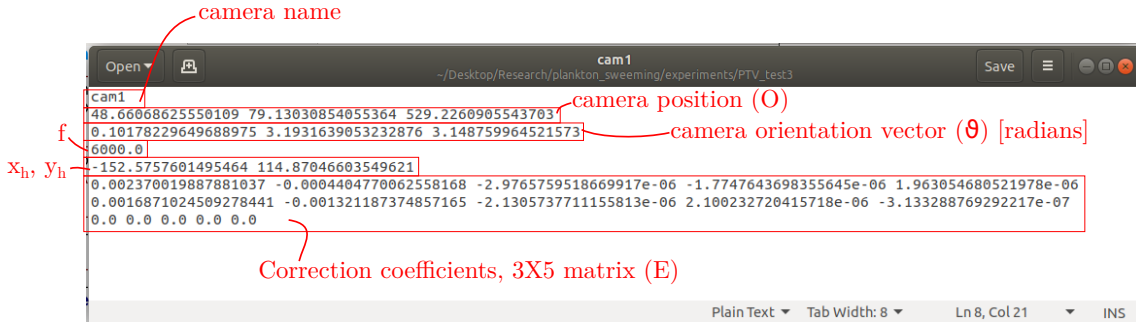 camera name
Open
cam1
~/Desktop/Research/plankton_sweeming/experiments/PTV_test3
Save
cam1
48.66068625550109 79.13030854055364 529.2260905543703
camera position (O)
0.10178229649688975 3.1931639053232876 3.148759964521573
camera orientation vector (ϑ) [radians]
f
6000.0
xh, yh
-152.5757601495464 114.87046603549621
0.002370019887881037 -0.0004404770062558168 -2.9765759518669917e-06 -1.7747643698355645e-06 1.963054680521978e-06
0.0016871024509278441 -0.001321187374857165 -2.1305737711155813e-06 2.100232720415718e-06 -3.133288769292217e-07
0.0 0.0 0.0 0.0 0.0
Correction coefficients, 3X5 matrix (E)
Plain Text Tab Width: 8 Ln 8, Col 21 INS